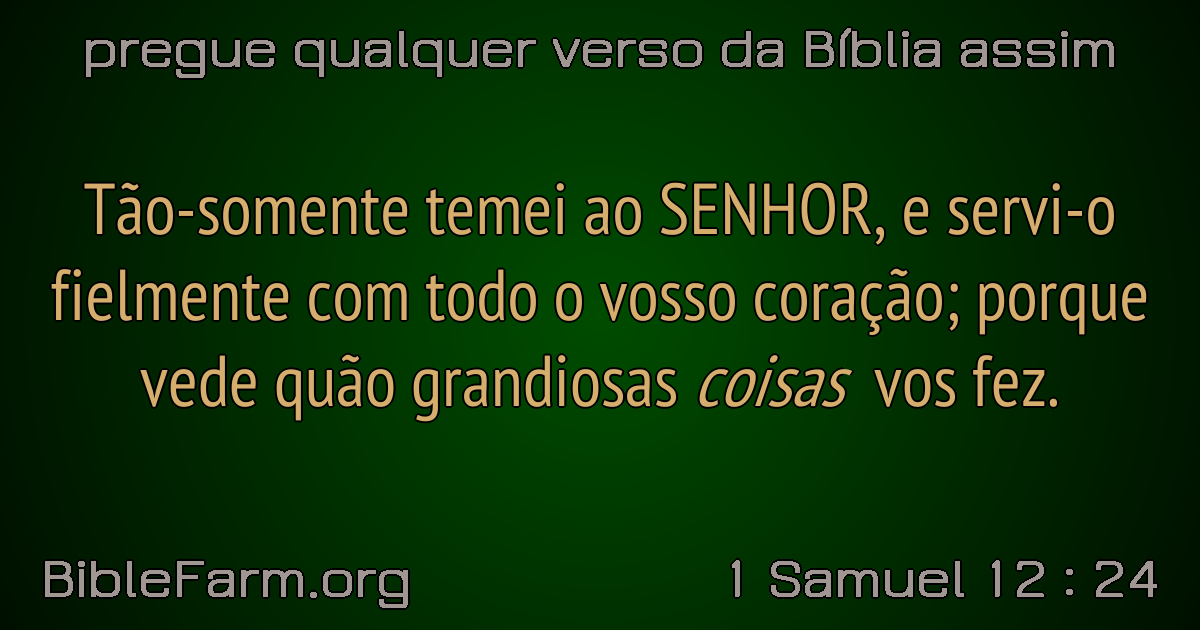 pregue qualquer verso da Bíblia assim
Tão-somente temei ao SENHOR, e servi-o
fielmente com todo o vosso coração; porque
vede quão grandiosas coisas vos fez.
BibleFarm.org
1 Samuel 12 : 24